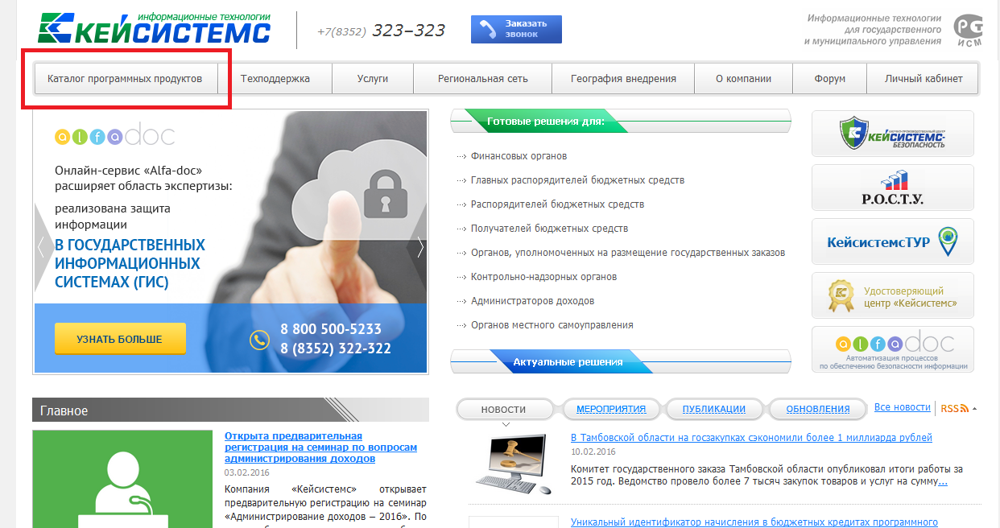 информационные технологии
КЕЙСИСТЕМС
+7(8352) 323–323
Заказать
звонок
Информационные технологии
для государственного
и муниципального управления
PG
ИСМ
Каталог программных продуктов
Техподдержка
Услуги
Региональная сеть
География внедрения
О компании
Форум
Личный кабинет
alfadoc
Онлайн-сервис «Alfa-doc»
расширяет область экспертизы:
реализована защита
информации
В ГОСУДАРСТВЕННЫХ
ИНФОРМАЦИОННЫХ
СИСТЕМАХ (ГИС)
УЗНАТЬ БОЛЬШЕ
8 800 500-5233
8 (8352) 322-322
Готовые решения для:
Финансовых органов
Главных распорядителей бюджетных средств
Распорядителей бюджетных средств
Получателей бюджетных средств
Органов, уполномоченных на размещение государственных заказов
Контрольно-надзорных органов
Администраторов доходов
Органов местного самоуправления
Актуальные решения
НАУЧНО-ПРОИЗВОДСТВЕННЫЙ ЦЕНТР
КЕЙСИСТЕМС-
БЕЗОПАСНОСТЬ
Р.О.С.Т.У.
КейсистемсТУР
Удостоверяющий
центр «Кейсистемс»
alfadoc
Автоматизация процессов
по обеспечению безопасности информации
Главное
Открыта предварительная
регистрация на семинар по вопросам
администрирования доходов
03.02.2016
Компания «Кейсистемс» открывает
предварительную регистрацию на семинар
«Администрирование доходов – 2016». По
НОВОСТИ
МЕРОПРИЯТИЯ
ПУБЛИКАЦИИ
ОБНОВЛЕНИЯ
Все новости
RSS
В Тамбовской области на госзакупках сэкономили более 1 миллиарда рублей
10.02.2016
Комитет государственного заказа Тамбовской области опубликовал итоги работы за
2015 год. Ведомство провело более 7 тысяч закупок товаров и услуг на сумму...
Уникальный идентификатор начисления в бюджетных кредитах программного